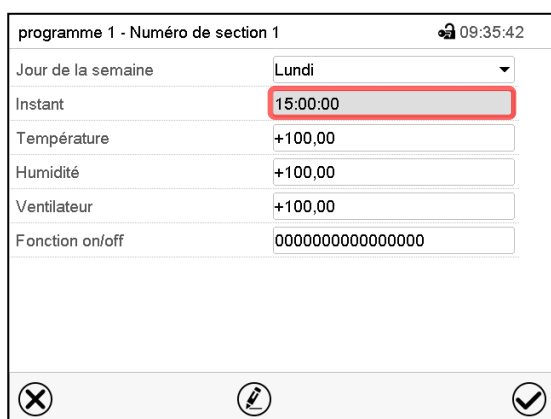 programme 1 - Numéro de section 1 09:35:42
Jour de la semaine Lundi
Instant 15:00:00
Température +100,00
Humidité +100,00
Ventilateur +100,00
Fonction on/off 0000000000000000